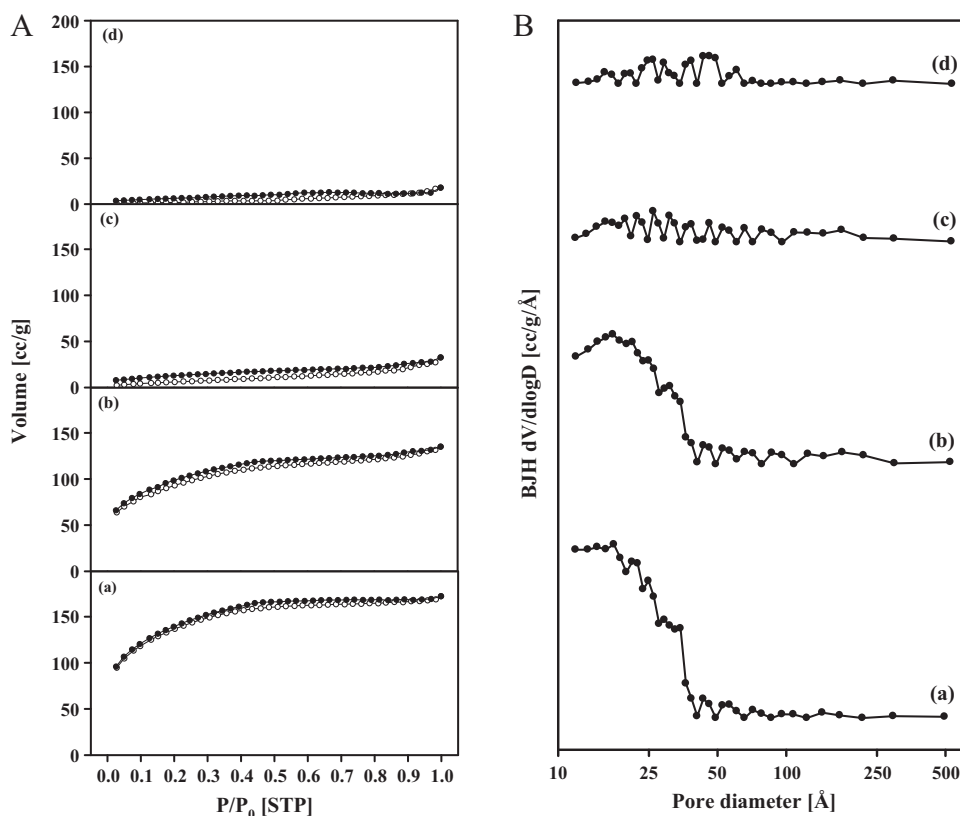 A
200
(d)
150
100
50
0
(c)
150
100
50
0
(b)
150
100
50
0
(a)
150
100
50
0
Volume [cc/g]
0.0 0.1 0.2 0.3 0.4 0.5 0.6 0.7 0.8 0.9 1.0
P/P0 [STP]
B
(d)
(c)
(b)
(a)
BJH dV/dlogD [cc/g/Å]
10 25 50 100 250 500
Pore diameter [Å]